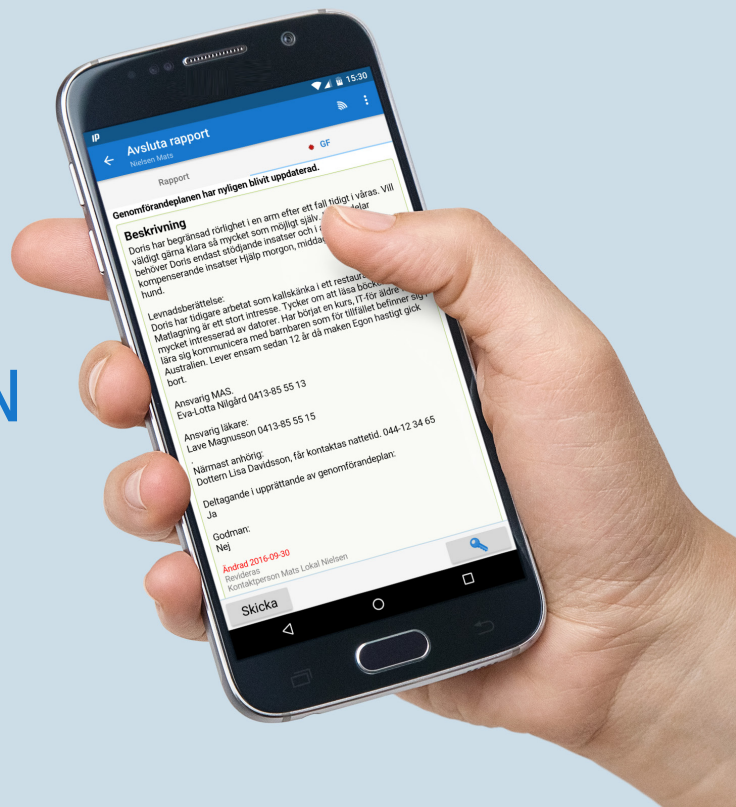 15:30
Avsluta rapport
Nielsen Mats
Rapport
GF
Genomförandeplanen har nyligen blivit uppdaterad.
Beskrivning
Doris har begränsad rörlighet i en arm efter ett fall tidigt i våras. Vill
väldigt gärna klara så mycket som möjligt själv. delar
behöver Doris endast stödjande insatser och i
kompenserande insatser Hjälp morgon, middag
hund.
Levnadsberättelse:
Doris har tidigare arbetat som kallskänka i ett
Matlagning är ett stort intresse. Tycker om att läsa
mycket intresserad av datorer. Har börjat en kurs, IT-för äldre
lära sig kommunicera med barnbaren som för tillfället befinner sig i
Australien. Lever ensam sedan 12 år då maken Egon hastigt gick
bort.
Ansvarig MAS.
Eva-Lotta Nilgård 0413-85 55 13
Ansvarig läkare:
Lave Magnusson 0413-85 55 15
.
Närmast anhörig:
Dottern Lisa Davidsson, får kontaktas nattetid. 044-12 34 65
Deltagande i upprättande av genomförandeplan:
Ja
Godman:
Nej
Ändrad 2016-09-30
Revideras
Kontaktperson Mats Lokal Nielsen
Skicka
N